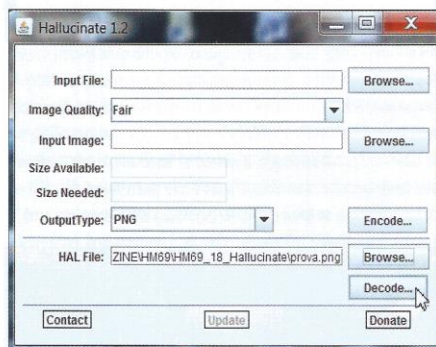 Hallucinate 1.2
Input File: Browse...
Image Quality: Fair
Input Image: Browse...
Size Available:
Size Needed:
OutputType: PNG Encode...
HAL File: ZINE\HM69\HM69_18_Hallucinate\prova.png Browse...
Decode...
Contact Update Donate